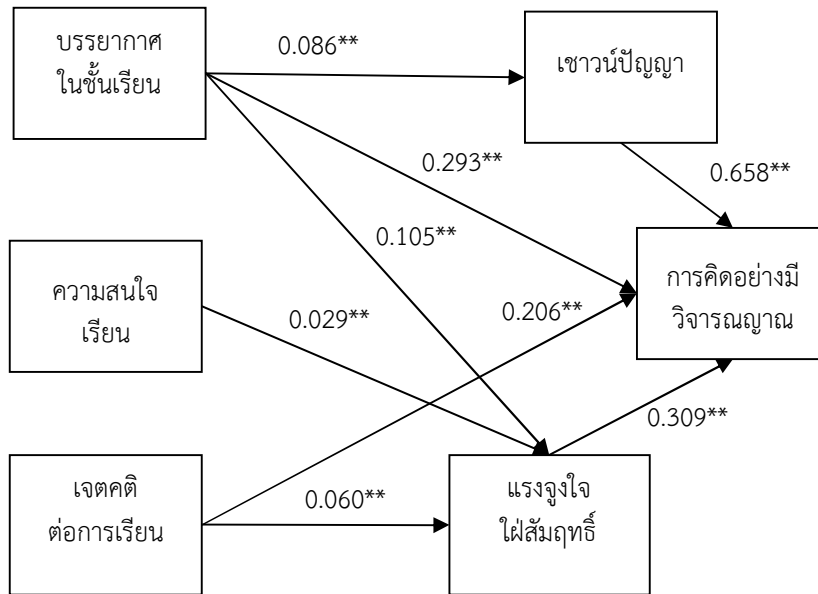 บรรยากาศ
ในชั้นเรียน
0.086**
เชาวน์ปัญญา
0.293**
0.658**
0.105**
ความสนใจ
เรียน
0.029**
0.206**
การคิดอย่างมี
วิจารณญาณ
0.309**
เจตคติ
ต่อการเรียน
0.060**
แรงจูงใจ
ใฝ่สัมฤทธิ์